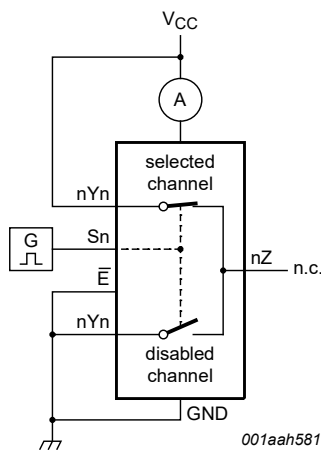 VCC
A
selected
channel
nYn
G
Sn
E̅
nZ
n.c.
nYn
disabled
channel
GND
001aah581